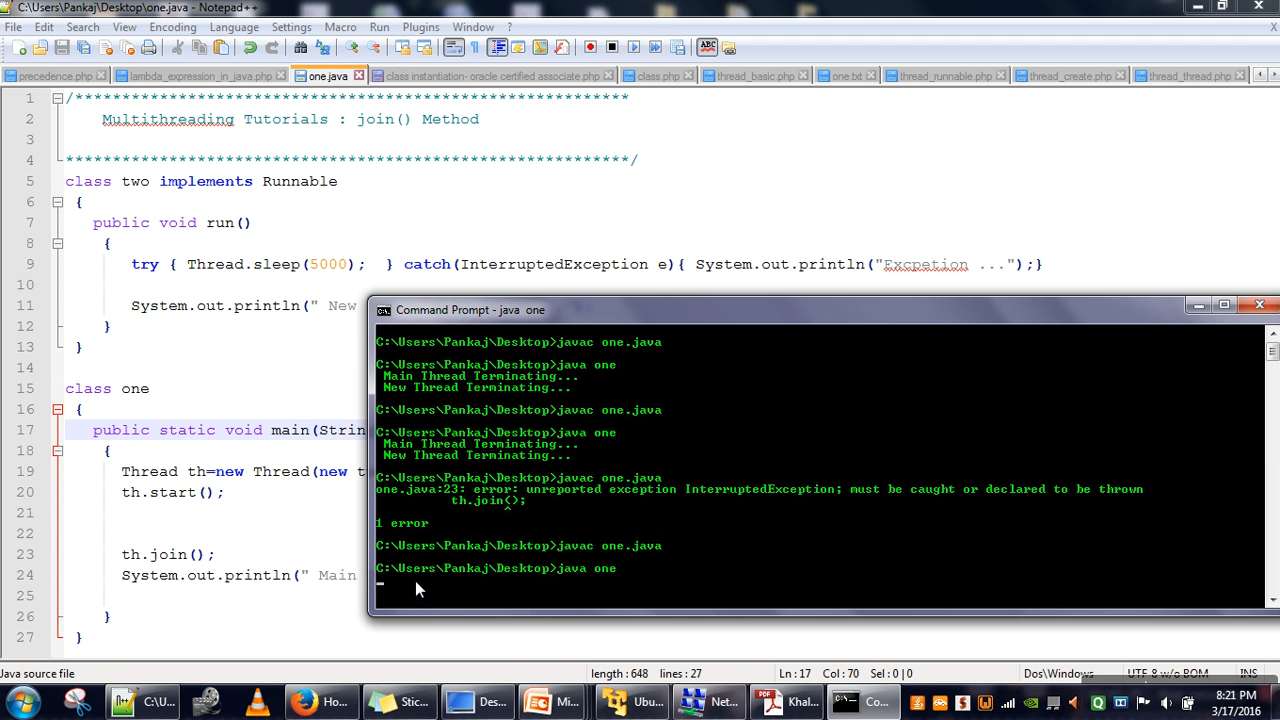 C:\Users\Pankaj\Desktop\one.java - Notepad++
File Edit Search View Encoding Language Settings Macro Run Plugins Window ? X
ABC
precedence.php lambda_expression_in_java.php one.java class instantiation- oracle certified associate.php class.php thread_basic.php one.txt thread_runnable.php thread_create.php thread_thread.php
1 /***********************************************************
2 Multithreading Tutorials : join() Method
3
4 ************************************************************/
5 class two implements Runnable
6 {
7 public void run()
8 {
9 try { Thread.sleep(5000); } catch(InterruptedException e){ System.out.println("Excpetion ...");}
10
11 System.out.println(" New
12 }
13 }
14
15 class one
16 {
17 public static void main(Strin
18 {
19 Thread th=new Thread(new t
20 th.start();
21
22
23 th.join();
24 System.out.println(" Main
25
26 }
27 }
Command Prompt - java one
C:\Users\Pankaj\Desktop>javac one.java
C:\Users\Pankaj\Desktop>java one
Main Thread Terminating...
New Thread Terminating...
C:\Users\Pankaj\Desktop>javac one.java
C:\Users\Pankaj\Desktop>java one
Main Thread Terminating...
New Thread Terminating...
C:\Users\Pankaj\Desktop>javac one.java
one.java:23: error: unreported exception InterruptedException; must be caught or declared to be thrown
th.join();
^
1 error
C:\Users\Pankaj\Desktop>javac one.java
C:\Users\Pankaj\Desktop>java one
Java source file length : 648 lines : 27 Ln : 17 Col : 70 Sel : 0 | 0 Dos\Windows UTF-8 w/o BOM INS
C:\U... Ho... Stic... Des... Mi... Ubu... Net... Khal... Co...
8:21 PM
3/17/2016